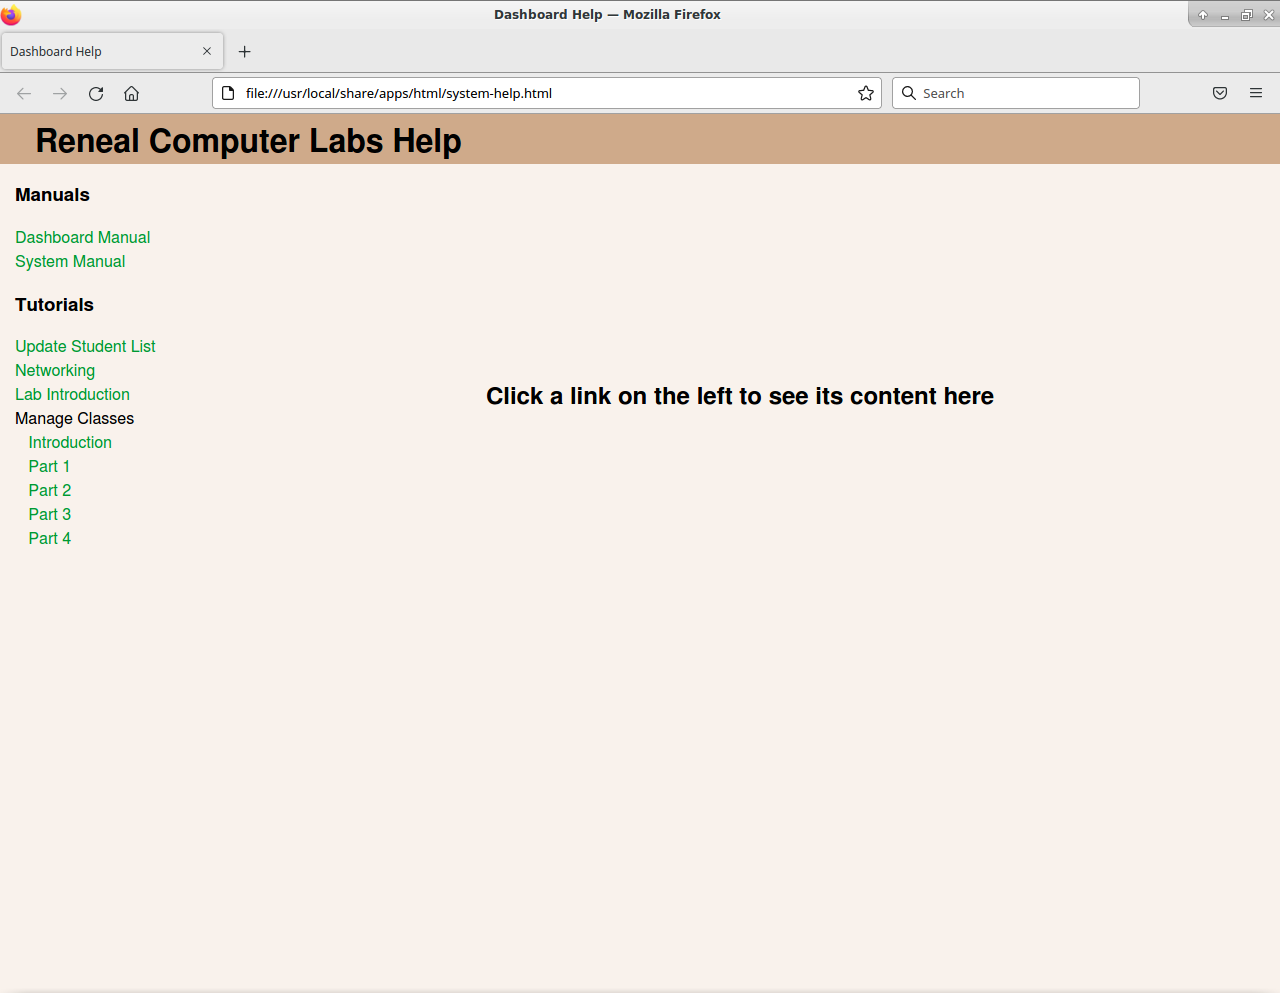 Dashboard Help — Mozilla Firefox
Dashboard Help
file:///usr/local/share/apps/html/system-help.html
Search
Reneal Computer Labs Help
Manuals
Dashboard Manual
System Manual
Tutorials
Update Student List
Networking
Lab Introduction
Manage Classes
Introduction
Part 1
Part 2
Part 3
Part 4
Click a link on the left to see its content here